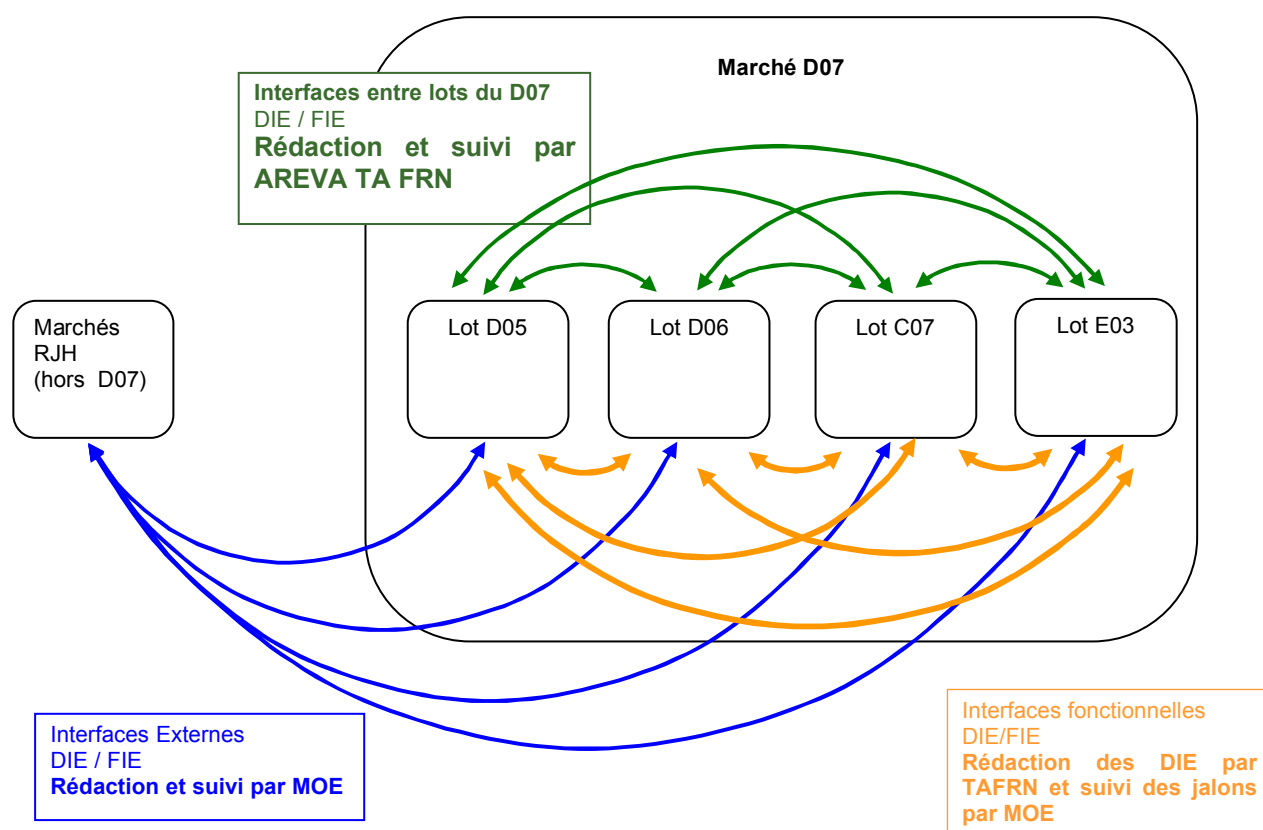 Marché D07
Interfaces entre lots du D07
DIE / FIE
Rédaction et suivi par
AREVA TA FRN
Marchés
RJH
(hors D07)
Lot D05
Lot D06
Lot C07
Lot E03
Interfaces Externes
DIE / FIE
Rédaction et suivi par MOE
Interfaces fonctionnelles
DIE/FIE
Rédaction des DIE par
TAFRN et suivi des jalons
par MOE